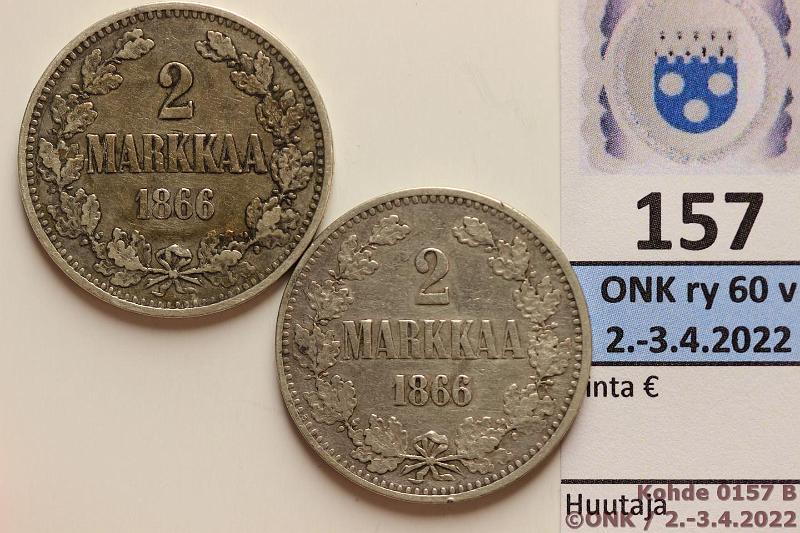 2
MARKKAA
1866
2
MARKKAA
1866
157
ONK ry 60 v
2.-3.4.2022
inta €
Huutaja
Kohde 0157 B
©ONK / 2.-3.4.2022